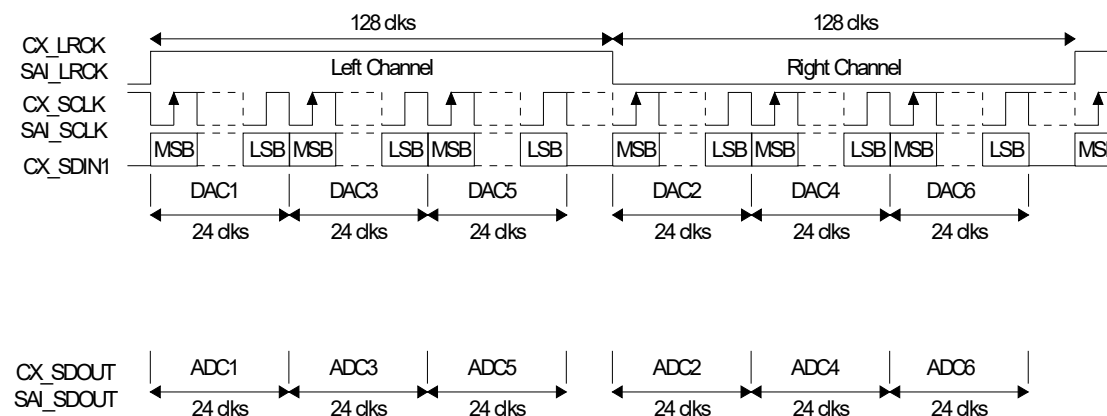 128 clks 128 clks
CX_LRCK
SAI_LRCK Left Channel Right Channel
CX_SCLK
SAI_SCLK
MSB LSB MSB LSB MSB LSB MSB LSB MSB LSB MSB LSB MS
CX_SDIN1
DAC1 DAC3 DAC5 DAC2 DAC4 DAC6
24 clks 24 clks 24 clks 24 clks 24 clks 24 clks
CX_SDOUT ADC1 ADC3 ADC5 ADC2 ADC4 ADC6
SAI_SDOUT 24 clks 24 clks 24 clks 24 clks 24 clks 24 clks